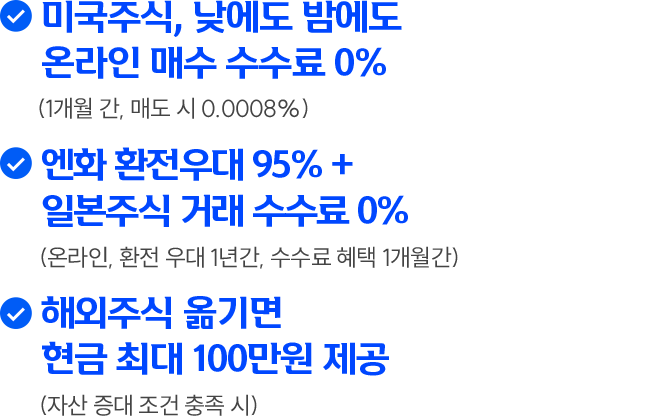 미국주식, 낮에도 밤에도
온라인 매수 수수료 0%
(1개월 간, 매도 시 0.0008%)
엔화 환전우대 95% +
일본주식 거래 수수료 0%
(온라인, 환전 우대 1년간, 수수료 혜택 1개월간)
해외주식 옮기면
현금 최대 100만원 제공
(자산 증대 조건 충족 시)